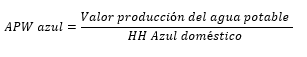 APW azul = Valor producción del agua potable
HH Azul doméstico